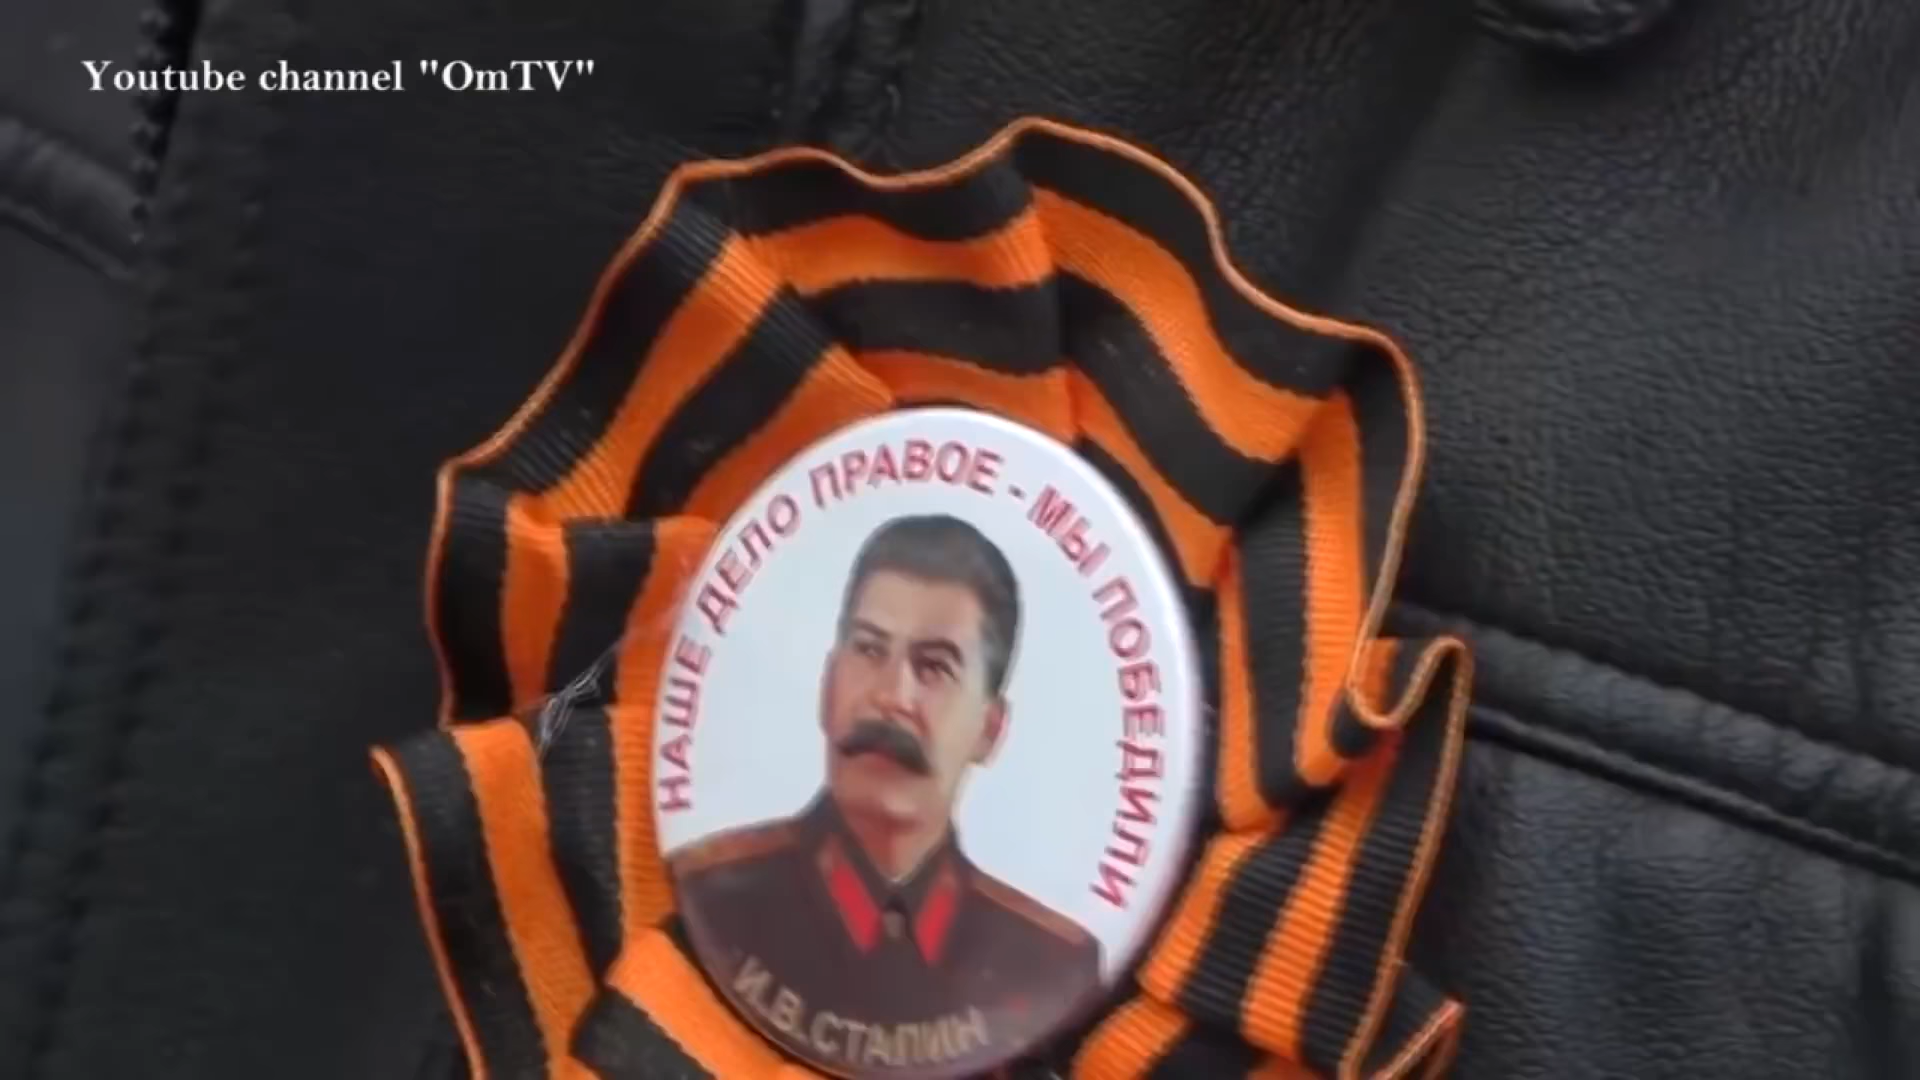 Youtube channel "OmTV"
НАШЕ ДЕЛО ПРАВОЕ - МЫ ПОБЕДИЛИ
И.В.СТАЛИН